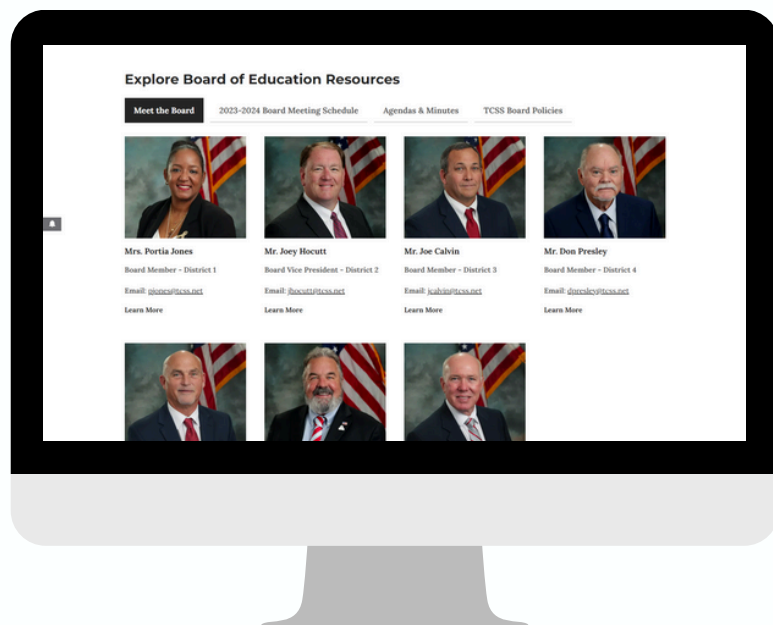 Explore Board of Education Resources
Meet the Board 2023-2024 Board Meeting Schedule Agendas & Minutes TCSS Board Policies
Mrs. Portia Jones Mr. Joey Hocutt Mr. Joe Calvin Mr. Don Presley
Board Member - District 1 Board Vice President - District 2 Board Member - District 3 Board Member - District 4
Email: pjones@tcss.net Email: jhocutt@tcss.net Email: jcalvin@tcss.net Email: dpresley@tcss.net
Learn More Learn More Learn More Learn More